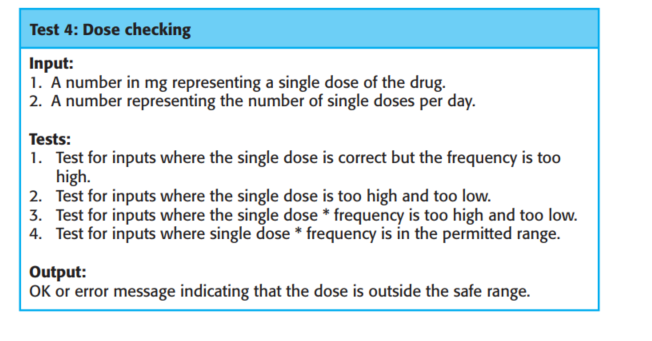 Test 4: Dose checking
Input:
1. A number in mg representing a single dose of the drug.
2. A number representing the number of single doses per day.
Tests:
1. Test for inputs where the single dose is correct but the frequency is too
high.
2. Test for inputs where the single dose is too high and too low.
3. Test for inputs where the single dose * frequency is too high and too low.
4. Test for inputs where single dose * frequency is in the permitted range.
Output:
OK or error message indicating that the dose is outside the safe range.